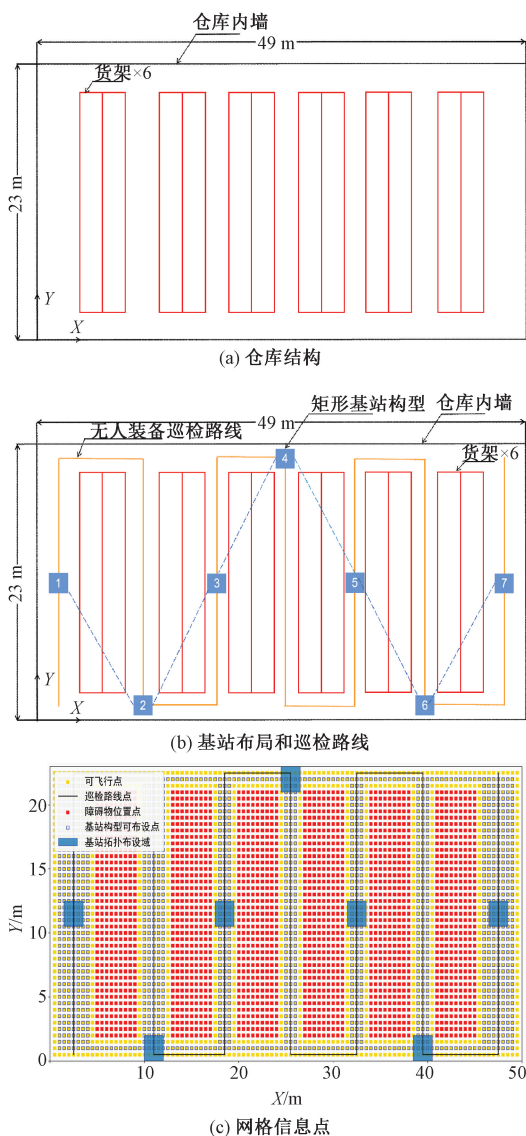 仓库内墙
49 m
货架×6
23 m
Y
X
(a) 仓库结构
矩形基站构型
仓库内墙
无人装备巡检路线
49 m
货架×6
4
1
3
5
7
23 m
Y
X
2
6
(b) 基站布局和巡检路线
可飞行点
巡检路线点
障碍物位置点
基站构型可布设点
基站拓扑布设域
20
15
10
5
0
Y/m
10
20
30
40
50
X/m
(c) 网格信息点